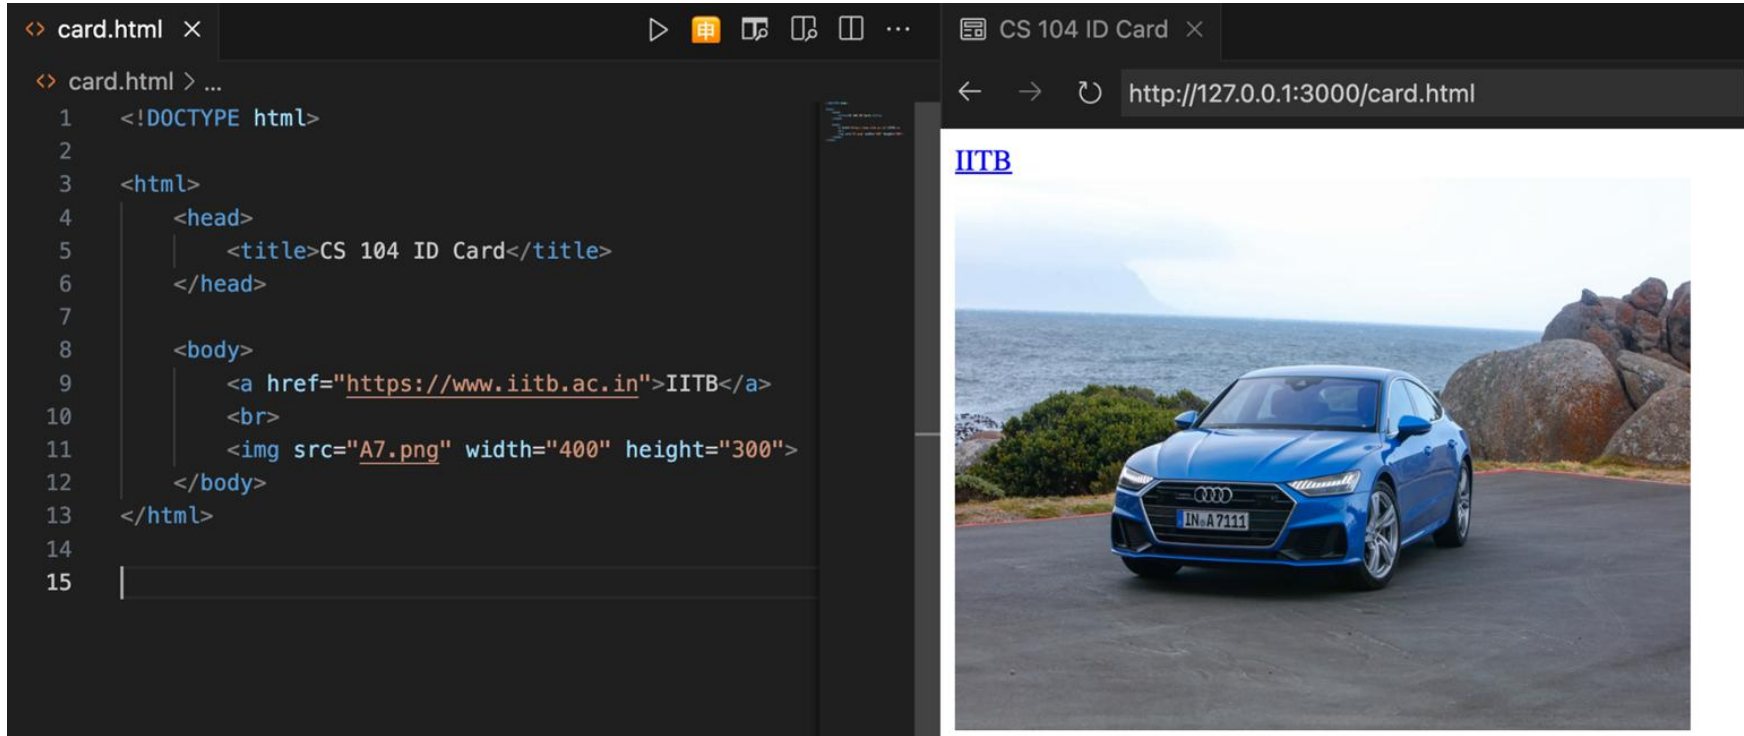 card.html
card.html > ...
1 <!DOCTYPE html>
2
3 <html>
4 <head>
5 <title>CS 104 ID Card</title>
6 </head>
7
8 <body>
9 <a href="https://www.iitb.ac.in">IITB</a>
10 <br>
11 <img src="A7.png" width="400" height="300">
12 </body>
13 </html>
14
15
申
CS 104 ID Card
http://127.0.0.1:3000/card.html
IITB
IN A 7111